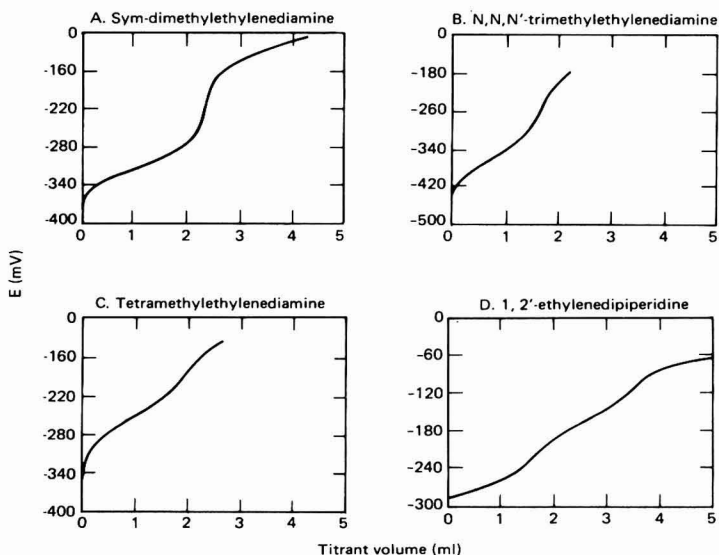 A. Sym-dimethylethylenediamine
0
-160
-220
-280
-340
-400
0 1 2 3 4 5
B. N,N,N'-trimethylethylenediamine
0
-180
-260
-340
-420
-500
0 1 2 3 4 5
E (mV)
C. Tetramethylethylenediamine
0
-160
-220
-280
-340
-400
0 1 2 3 4 5
D. 1, 2'-ethylenedipiperidine
0
-60
-120
-180
-240
-300
0 1 2 3 4 5
Titrant volume (ml)